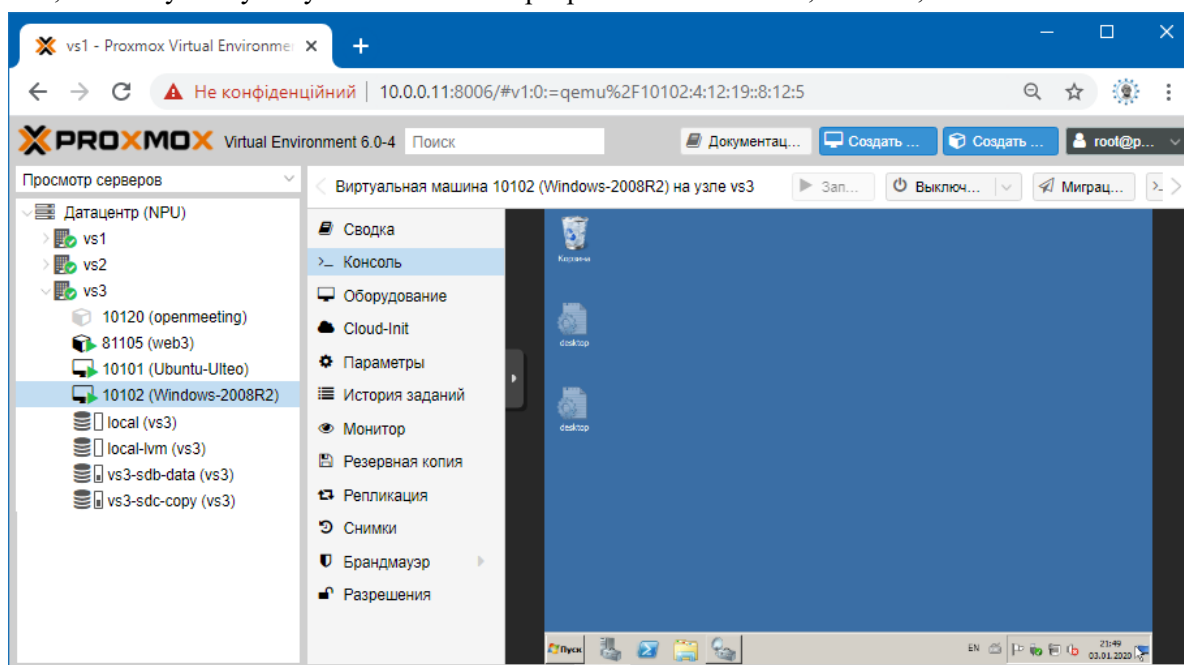 vs1 - Proxmox Virtual Environmen
Не конфіденційний | 10.0.0.11:8006/#v1:0:=qemu%2F10102:4:12:19::8:12:5
PROXMOX Virtual Environment 6.0-4 Поиск Документац... Создать ... Создать ... root@p...
Просмотр серверов
Виртуальная машина 10102 (Windows-2008R2) на узле vs3 Зап... Выключ... Миграц...
Датацентр (NPU)
vs1
vs2
vs3
10120 (openmeeting)
81105 (web3)
10101 (Ubuntu-Ulteo)
10102 (Windows-2008R2)
local (vs3)
local-lvm (vs3)
vs3-sdb-data (vs3)
vs3-sdc-copy (vs3)
Сводка
Консоль
Оборудование
Cloud-Init
Параметры
История заданий
Монитор
Резервная копия
Репликация
Снимки
Брандмауэр
Разрешения
Корзина
desktop
desktop
Пуск
EN
21:49
03.01.2020